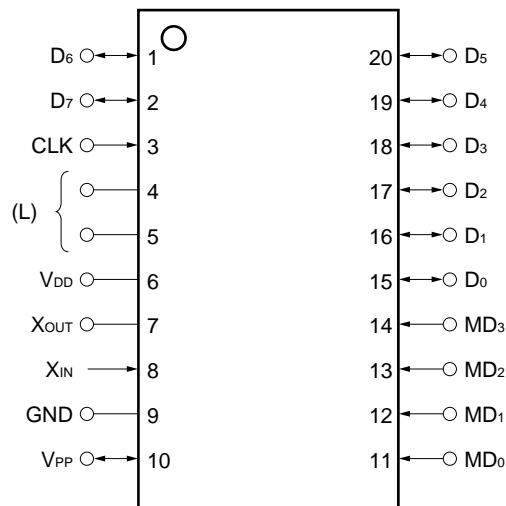 D6 1 20 D5
D7 2 19 D4
CLK 3 18 D3
4 17 D2
(L)
5 16 D1
VDD 6 15 D0
XOUT 7 14 MD3
XIN 8 13 MD2
GND 9 12 MD1
VPP 10 11 MD0